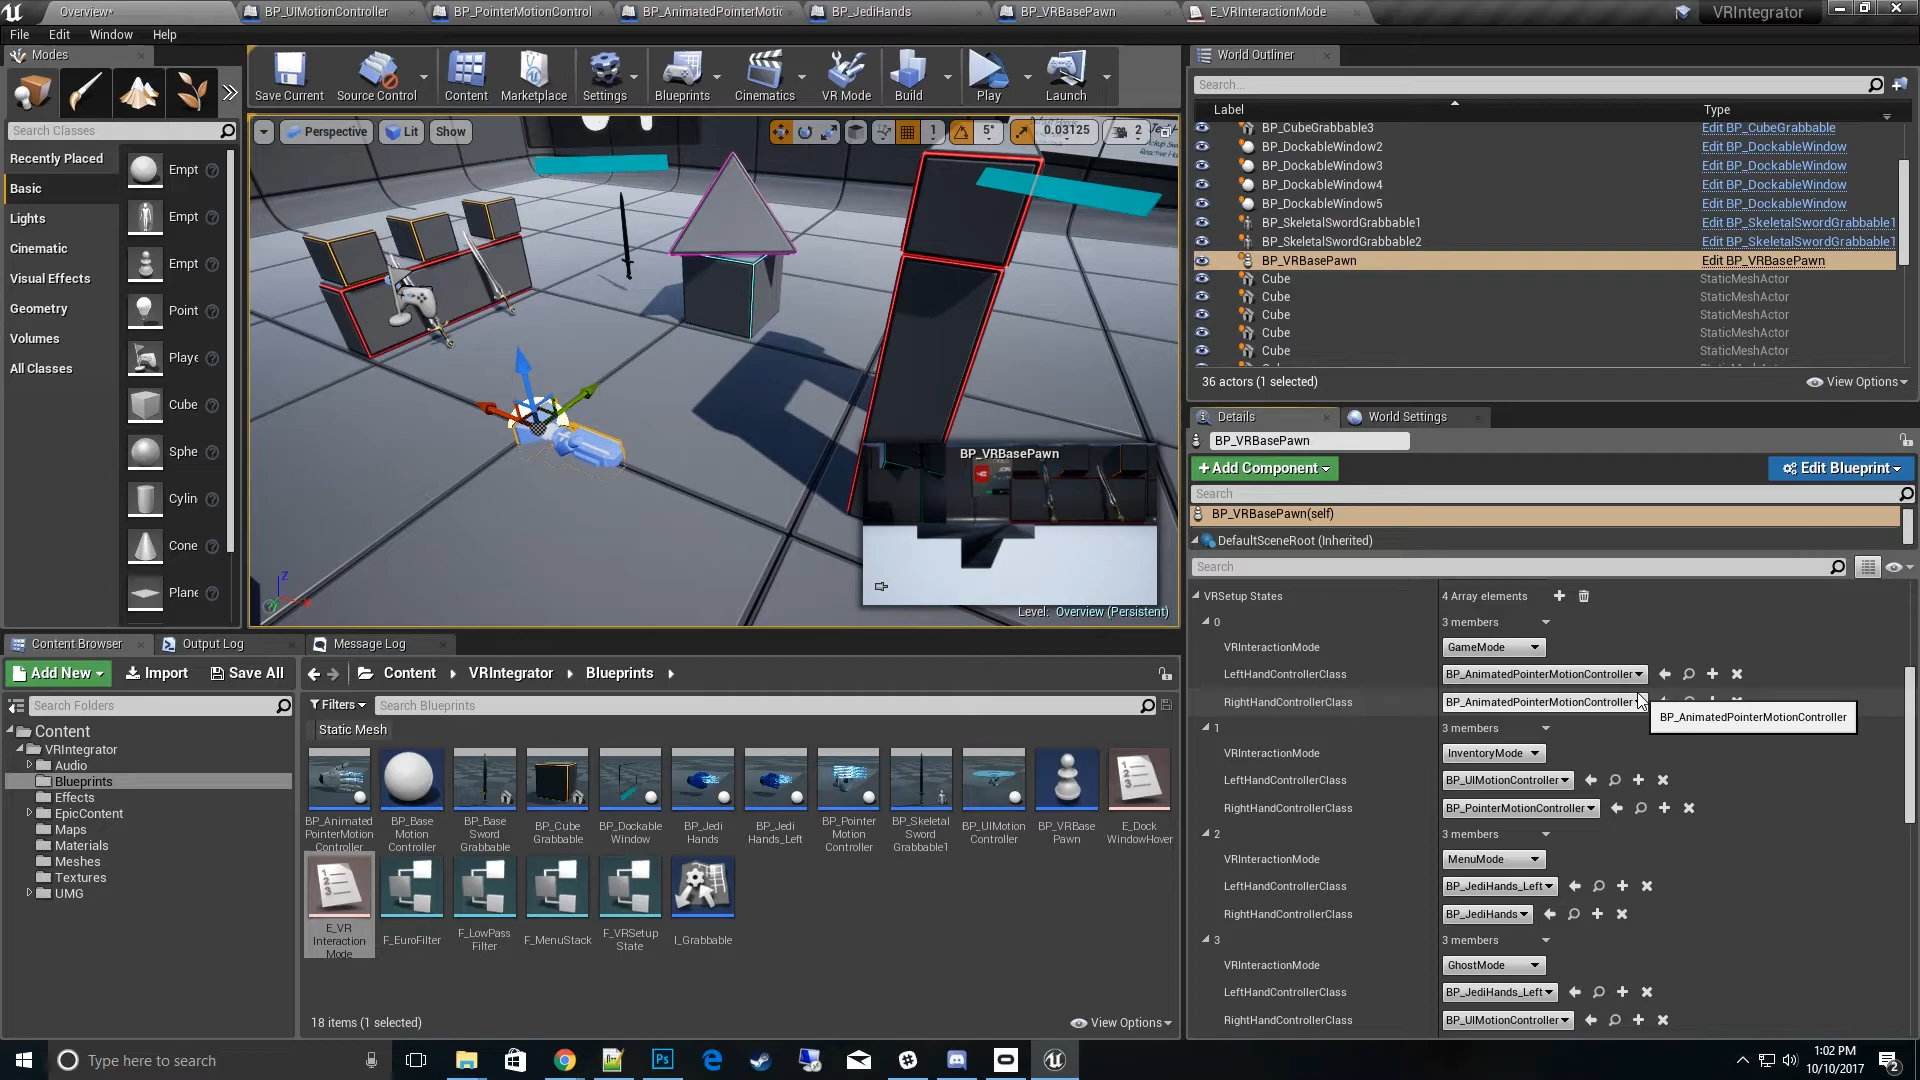 Overview*
BP_UIMotionController
BP_PointerMotionControl
BP_AnimatedPointerMotic
BP_JediHands
BP_VRBasePawn
E_VRInteractionMode
VRIntegrator
File
Edit
Window
Help
Modes
Search Classes
Recently Placed
Basic
Lights
Cinematic
Visual Effects
Geometry
Volumes
All Classes
Empt
Empt
Empt
Point
Playe
Cube
Sphe
Cylin
Cone
Plane
Save Current
Source Control
Content
Marketplace
Settings
Blueprints
Cinematics
VR Mode
Build
Play
Launch
Perspective
Lit
Show
1
5°
0.03125
2
BP_VRBasePawn
Level: Overview (Persistent)
World Outliner
Search...
Label
Type
BP_CubeGrabbable3
Edit BP_CubeGrabbable
BP_DockableWindow2
Edit BP_DockableWindow
BP_DockableWindow3
Edit BP_DockableWindow
BP_DockableWindow4
Edit BP_DockableWindow
BP_DockableWindow5
Edit BP_DockableWindow
BP_SkeletalSwordGrabbable1
Edit BP_SkeletalSwordGrabbable1
BP_SkeletalSwordGrabbable2
Edit BP_SkeletalSwordGrabbable1
BP_VRBasePawn
Edit BP_VRBasePawn
Cube
StaticMeshActor
Cube
StaticMeshActor
Cube
StaticMeshActor
Cube
StaticMeshActor
Cube
StaticMeshActor
36 actors (1 selected)
View Options
Details
World Settings
BP_VRBasePawn
+ Add Component
Edit Blueprint
Search
BP_VRBasePawn(self)
DefaultSceneRoot (Inherited)
Search
VRSetup States
4 Array elements
0
3 members
VRInteractionMode
GameMode
LeftHandControllerClass
BP_AnimatedPointerMotionController
RightHandControllerClass
BP_AnimatedPointerMotionController
BP_AnimatedPointerMotionController
1
3 members
VRInteractionMode
InventoryMode
LeftHandControllerClass
BP_UIMotionController
RightHandControllerClass
BP_PointerMotionController
2
3 members
VRInteractionMode
MenuMode
LeftHandControllerClass
BP_JediHands_Left
RightHandControllerClass
BP_JediHands
3
3 members
VRInteractionMode
GhostMode
LeftHandControllerClass
BP_JediHands_Left
RightHandControllerClass
BP_UIMotionController
Content Browser
Output Log
Message Log
Add New
Import
Save All
Content
VRIntegrator
Blueprints
Search Folders
Filters
Search Blueprints
Static Mesh
Content
VRIntegrator
Audio
Blueprints
Effects
EpicContent
Maps
Materials
Meshes
Textures
UMG
BP_Animated
PointerMotion
Controller
BP_Base
Motion
Controller
BP_Base
Sword
Grabbable
BP_Cube
Grabbable
BP_Dockable
Window
BP_Jedi
Hands
BP_Jedi
Hands_Left
BP_Pointer
Motion
Controller
BP_Skeletal
Sword
Grabbable1
BP_UIMotion
Controller
BP_VRBase
Pawn
E_Dock
WindowHover
E_VR
Interaction
Mode
F_EuroFilter
F_LowPass
Filter
F_MenuStack
F_VRSetup
State
I_Grabbable
18 items (1 selected)
View Options
Type here to search
1:02 PM
10/10/2017
2